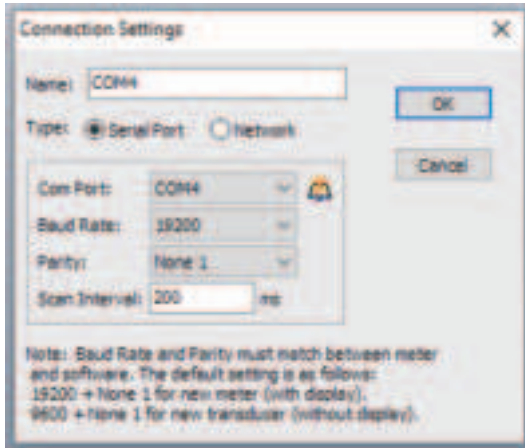 Connection Settings
Name: COM4
OK
Type: Serial Port Network
Cancel
Com Port: COM4
Baud Rate: 19200
Parity: None 1
Scan Interval: 200 ms
Note: Baud Rate and Parity must match between meter
and software. The default setting is as follows:
19200 + None 1 for new meter (with display).
9600 + None 1 for new transduser (without display).